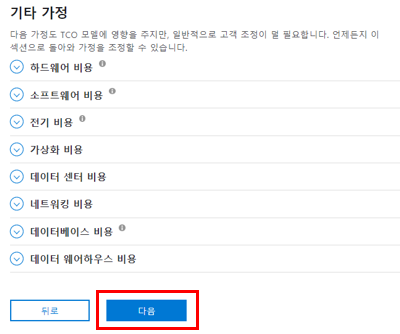 기타 가정
다음 가정도 TCO 모델에 영향을 주지만, 일반적으로 고객 조정이 덜 필요합니다. 언제든지 이
섹션으로 돌아와 가정을 조정할 수 있습니다.
하드웨어 비용
소프트웨어 비용
전기 비용
가상화 비용
데이터 센터 비용
네트워킹 비용
데이터베이스 비용
데이터 웨어하우스 비용
뒤로 다음